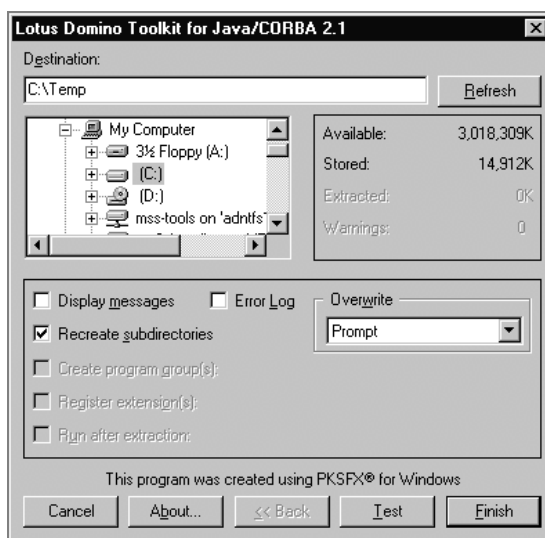 Lotus Domino Toolkit for Java/CORBA 2.1
Destination:
C:\Temp
Refresh
My Computer
3½ Floppy (A:)
(C:)
(D:)
mss-tools on 'adntfs'
Available: 3,018,309K
Stored: 14,912K
Extracted: 0K
Warnings: 0
Display messages
Error Log
Overwrite
Recreate subdirectories
Prompt
Create program group(s):
Register extension(s):
Run after extraction:
This program was created using PKSFX® for Windows
Cancel
About...
<< Back
Test
Finish